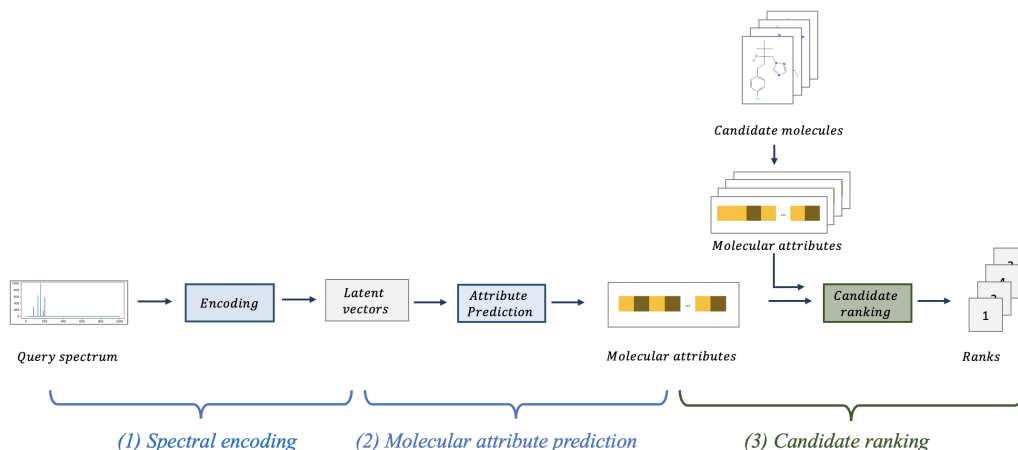 Candidate molecules
Molecular attributes
Query spectrum
Encoding
Latent
vectors
Attribute
Prediction
...
Molecular attributes
Candidate
ranking
1
Ranks
(1) Spectral encoding
(2) Molecular attribute prediction
(3) Candidate ranking